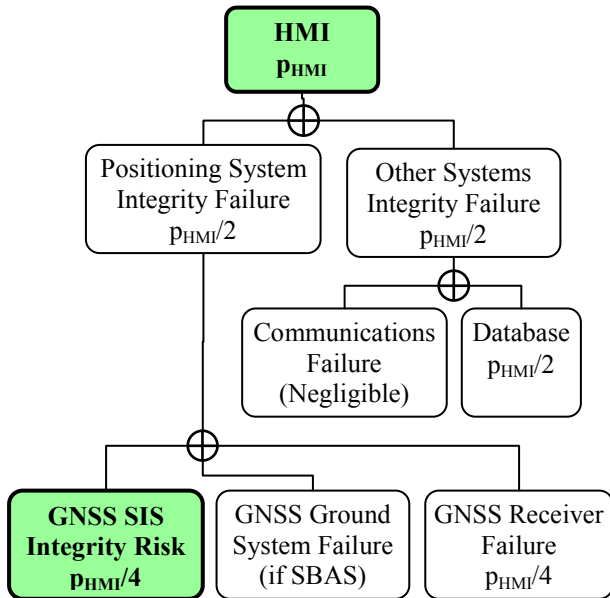 HMI
pHMI
Positioning System
Integrity Failure
pHMI/2
Other Systems
Integrity Failure
pHMI/2
Communications
Failure
(Negligible)
Database
pHMI/2
GNSS SIS
Integrity Risk
pHMI/4
GNSS Ground
System Failure
(if SBAS)
GNSS Receiver
Failure
pHMI/4